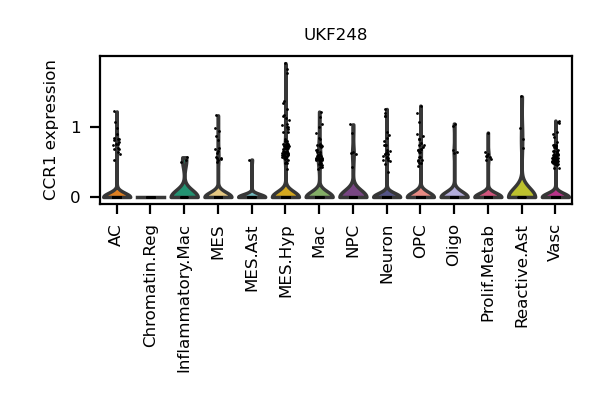 UKF248
CCR1 expression
1
0
AC
Chromatin.Reg
Inflammatory.Mac
MES
MES.Ast
MES.Hyp
Mac
NPC
Neuron
OPC
Oligo
Prolif.Metab
Reactive.Ast
Vasc